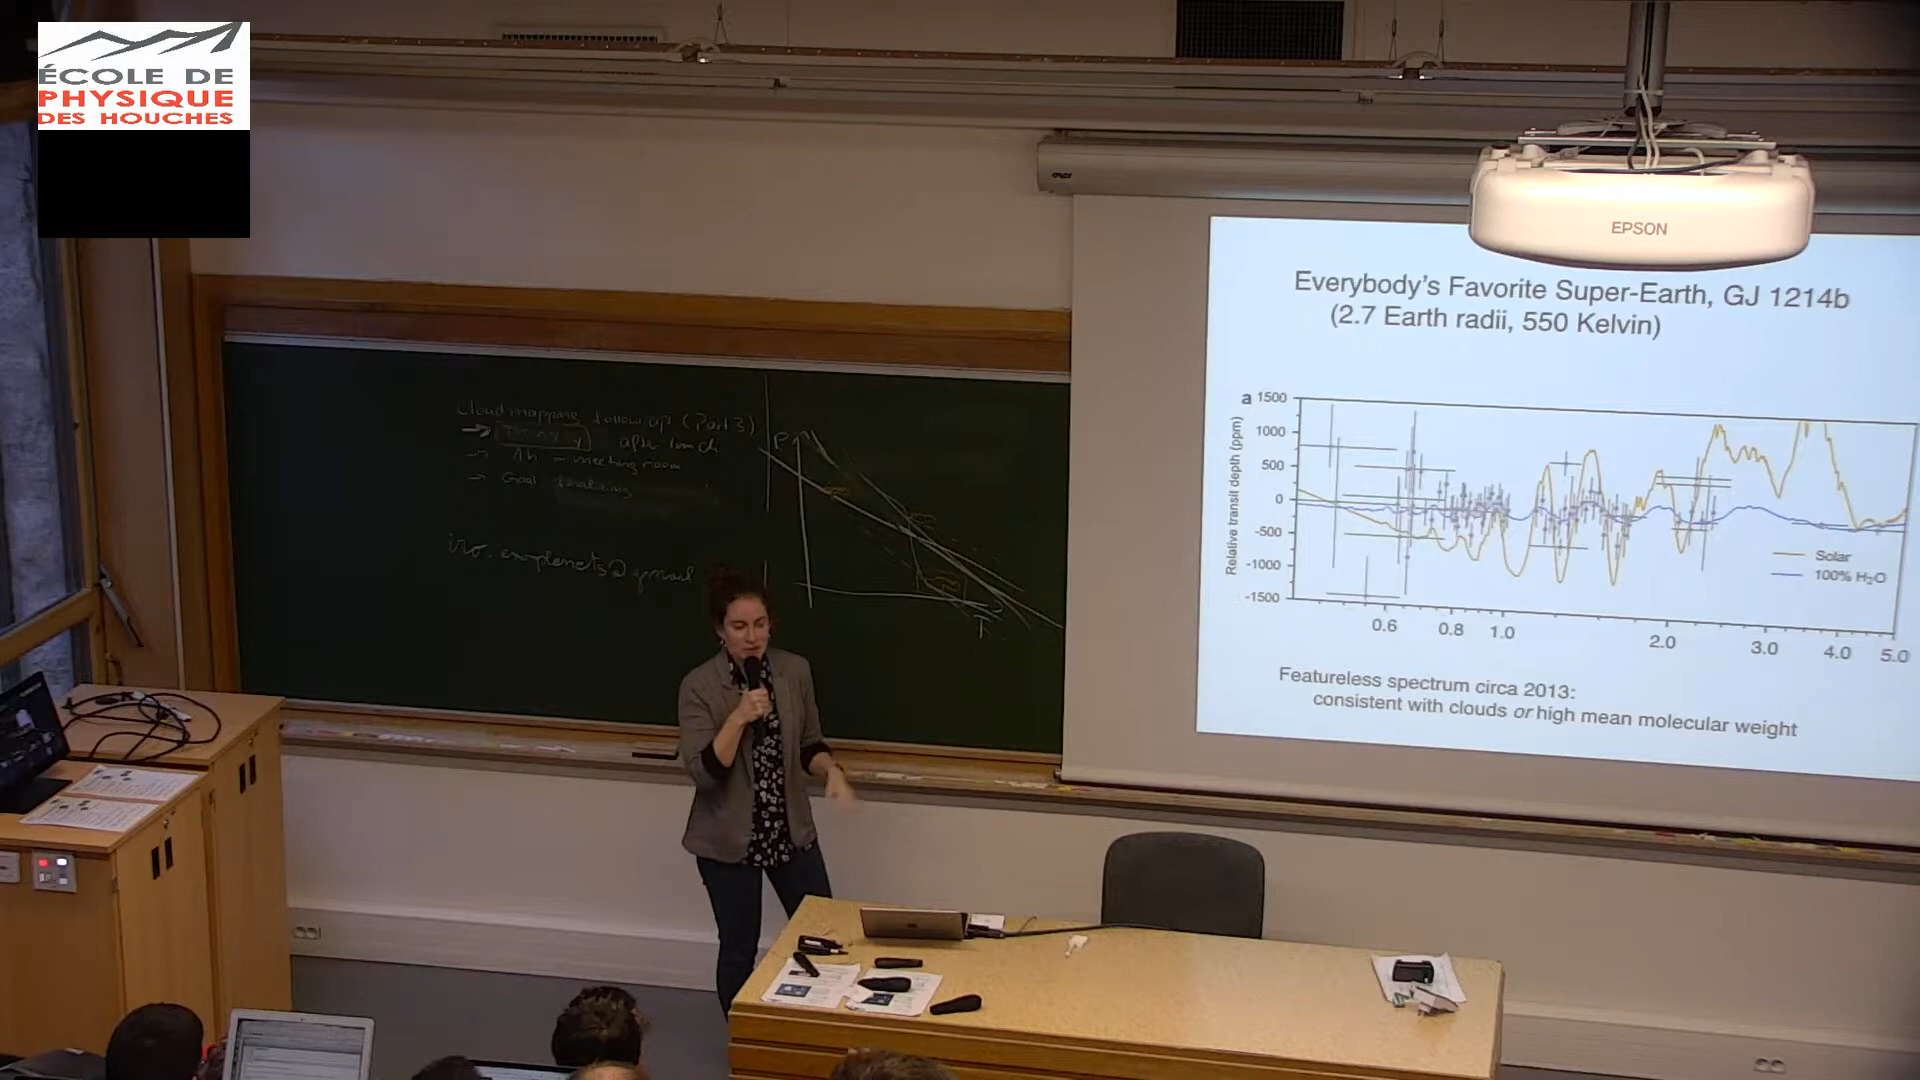 ÉCOLE DE
PHYSIQUE
DES HOUCHES
EPSON
Everybody's Favorite Super-Earth, GJ 1214b
(2.7 Earth radii, 550 Kelvin)
a
Relative transit depth (ppm)
1500
1000
500
0
-500
-1000
-1500
Solar
100% H₂O
0.6 0.8 1.0 2.0 3.0 4.0 5.0
Featureless spectrum circa 2013:
consistent with clouds or high mean molecular weight
Cloud mapping follow up (Part 3)
after lunch
→ 1h - meeting room
→ Goal
P
T